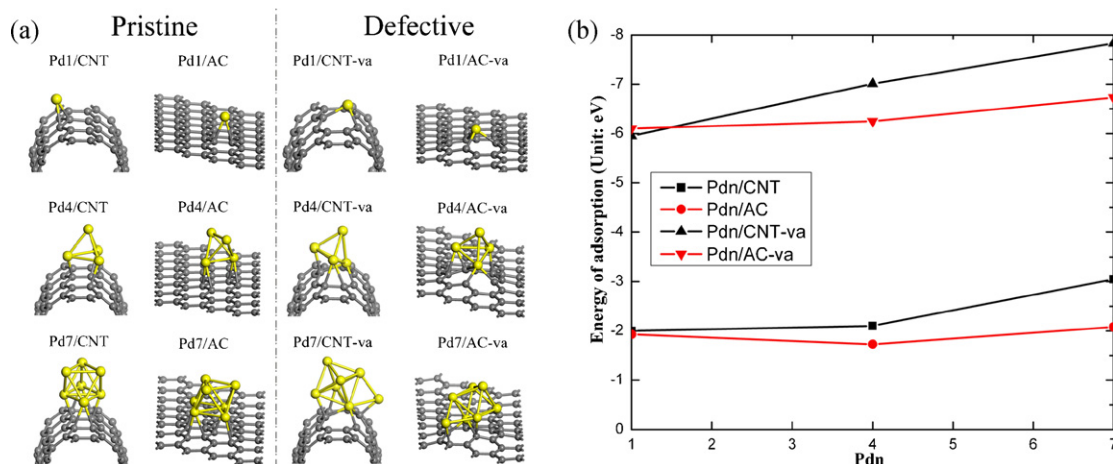 (a)
Pristine
Defective
Pd1/CNT
Pd1/AC
Pd1/CNT-va
Pd1/AC-va
Pd4/CNT
Pd4/AC
Pd4/CNT-va
Pd4/AC-va
Pd7/CNT
Pd7/AC
Pd7/CNT-va
Pd7/AC-va
(b)
Energy of adsorption (Unit: eV)
-8
-7
-6
-5
-4
-3
-2
-1
0
Pdn/CNT
Pdn/AC
Pdn/CNT-va
Pdn/AC-va
1
2
3
4
5
6
7
Pdn